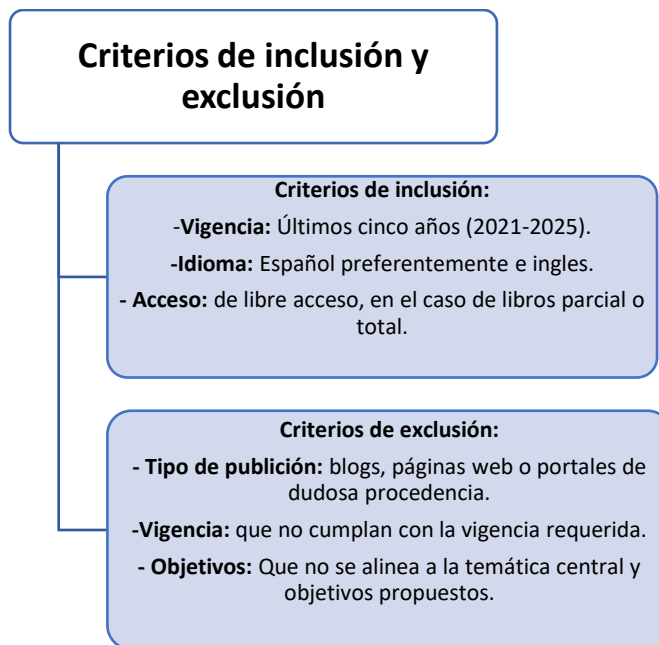 Criterios de inclusión y
exclusión
Criterios de inclusión:
-Vigencia: Últimos cinco años (2021-2025).
-Idioma: Español preferentemente e ingles.
- Acceso: de libre acceso, en el caso de libros parcial o
total.
Criterios de exclusión:
- Tipo de publición: blogs, páginas web o portales de
dudosa procedencia.
-Vigencia: que no cumplan con la vigencia requerida.
- Objetivos: Que no se alinea a la temática central y
objetivos propuestos.